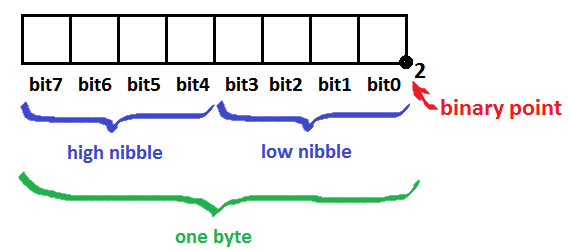 2
bit7 bit6 bit5 bit4 bit3 bit2 bit1 bit0
binary point
high nibble low nibble
one byte